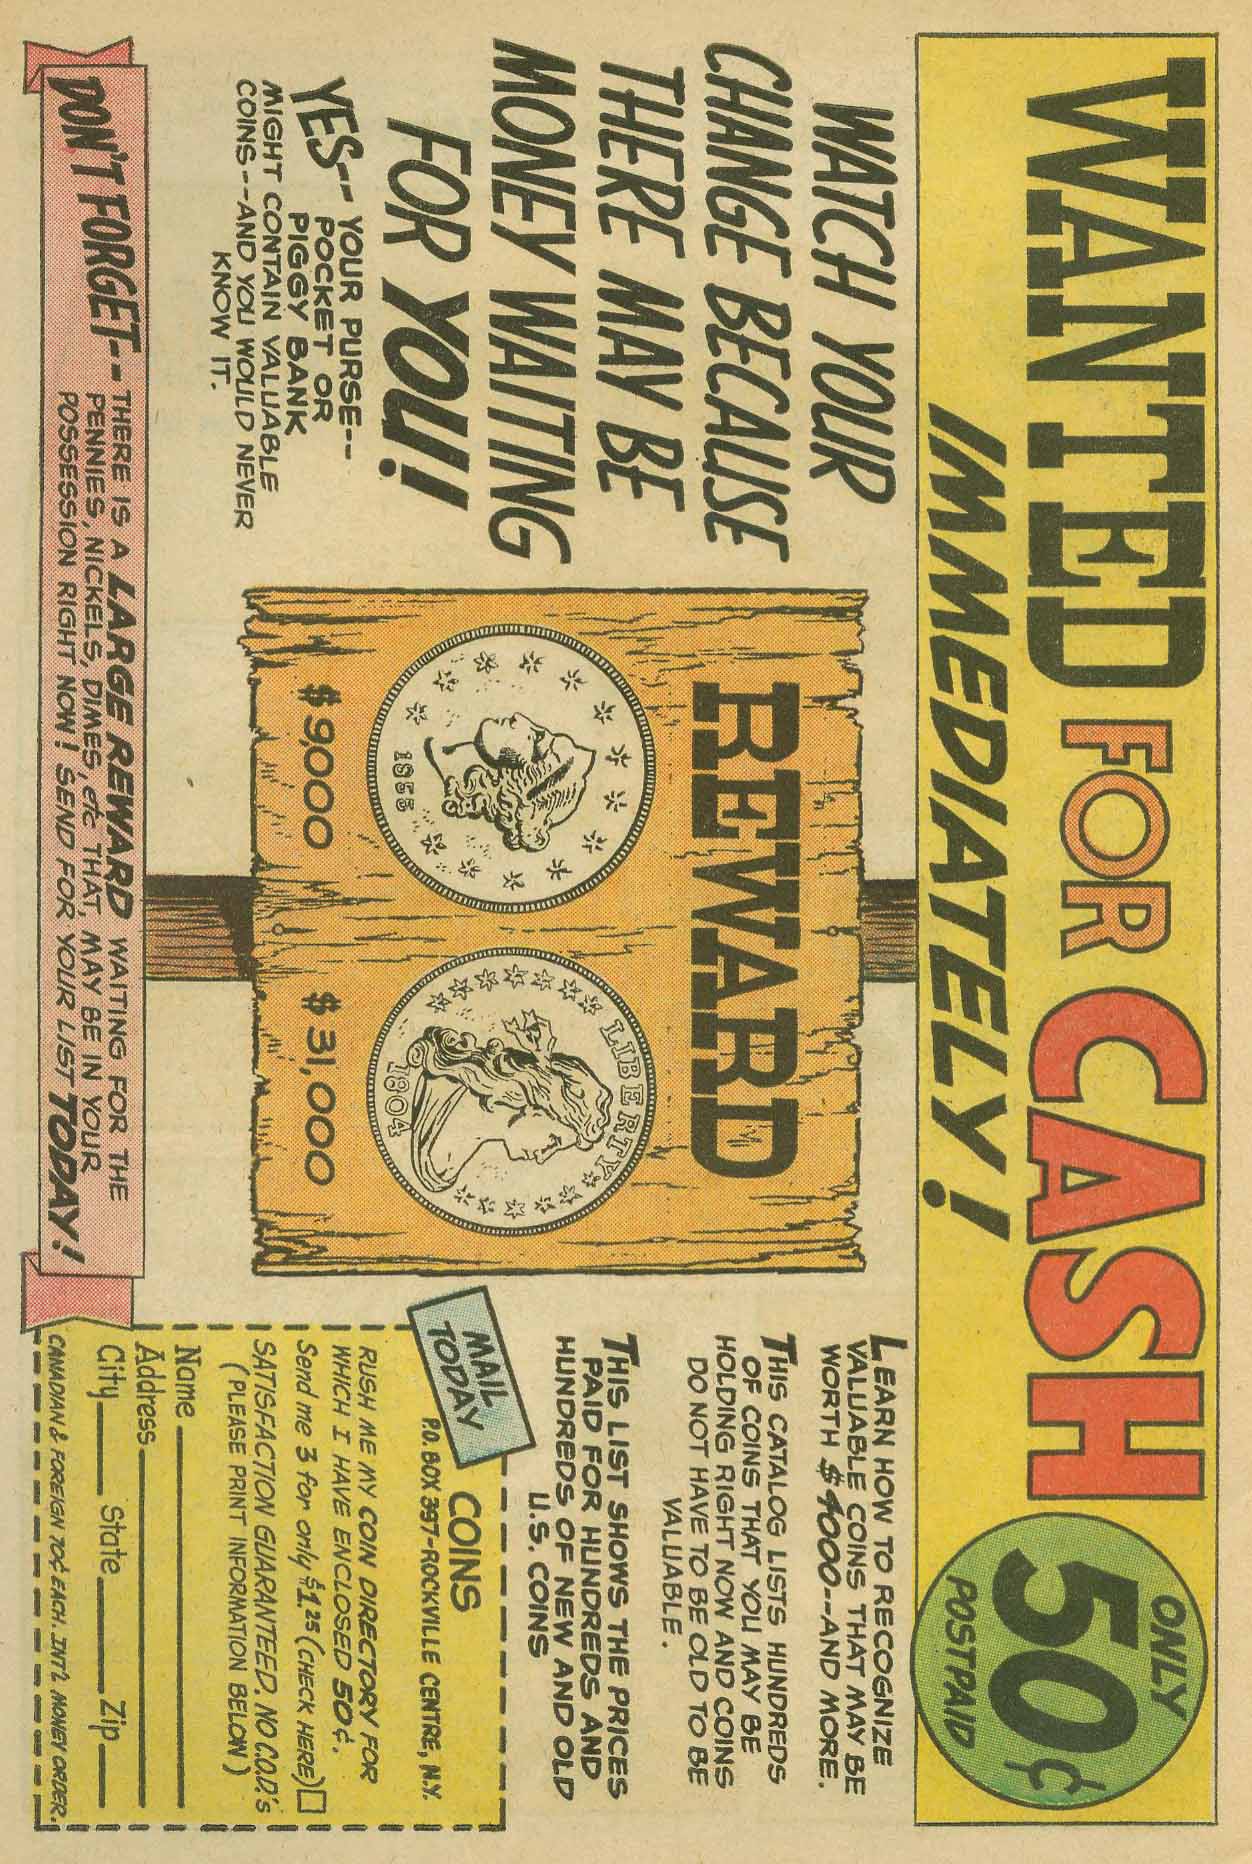 WANTED FOR CASH
IMMEDIATELY!
ONLY
50¢
POSTPAID
WATCH YOUR
CHANGE BECAUSE
THERE MAY BE
MONEY WAITING
FOR YOU!
YES-- YOUR PURSE--
POCKET OR
PIGGY BANK
MIGHT CONTAIN VALUABLE
COINS--AND YOU WOULD NEVER
KNOW IT.
REWARD
1855
$9,000
LIBERTY
1804
$31,000
LEARN HOW TO RECOGNIZE
VALUABLE COINS THAT MAY BE
WORTH $4000--AND MORE.
THIS CATALOG LISTS HUNDREDS
OF COINS THAT YOU MAY BE
HOLDING RIGHT NOW AND COINS
DO NOT HAVE TO BE OLD TO BE
VALUABLE.
THIS LIST SHOWS THE PRICES
PAID FOR HUNDREDS AND
HUNDREDS OF NEW AND OLD
U.S. COINS
MAIL
TODAY
COINS
P.O. BOX 397-ROCKVILLE CENTRE, N.Y.
RUSH ME MY COIN DIRECTORY FOR
WHICH I HAVE ENCLOSED 50¢.
Send me 3 for only $1.25 (CHECK HERE)
SATISFACTION GUARANTEED, NO C.O.D.'s
(PLEASE PRINT INFORMATION BELOW)
Name
Address
City State Zip
CANADIAN & FOREIGN 70¢ EACH. INT'L MONEY ORDER.
DON'T FORGET-- THERE IS A LARGE REWARD WAITING FOR THE
PENNIES, NICKELS, DIMES, etc THAT, MAY BE IN YOUR
POSSESSION RIGHT NOW! SEND FOR YOUR LIST TODAY!